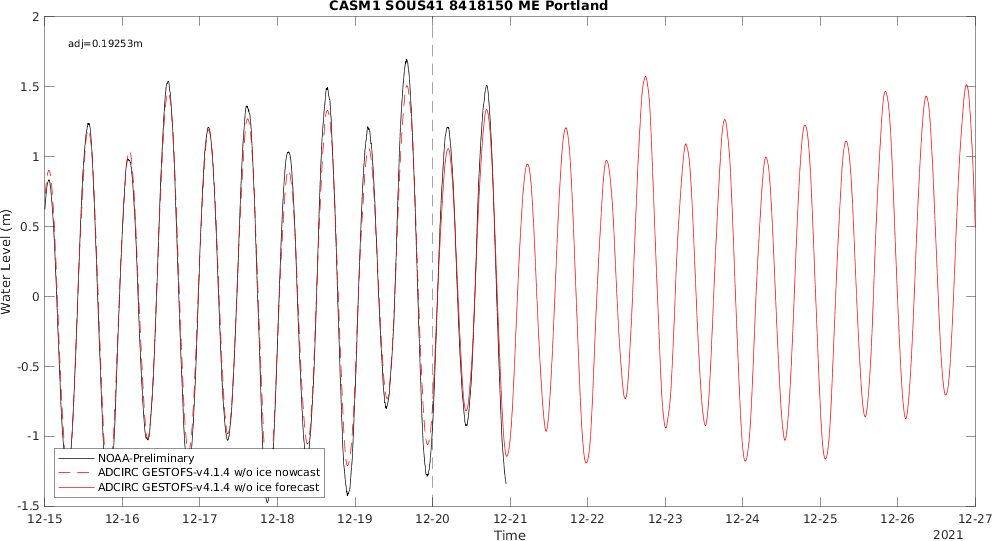 CASM1 SOUS41 8418150 ME Portland
adj=0.19253m
Water Level (m)
2
1.5
1
0.5
0
-0.5
-1
-1.5
NOAA-Preliminary
ADCIRC GESTOFS-v4.1.4 w/o ice nowcast
ADCIRC GESTOFS-v4.1.4 w/o ice forecast
12-15 12-16 12-17 12-18 12-19 12-20 12-21 12-22 12-23 12-24 12-25 12-26 12-27
Time
2021